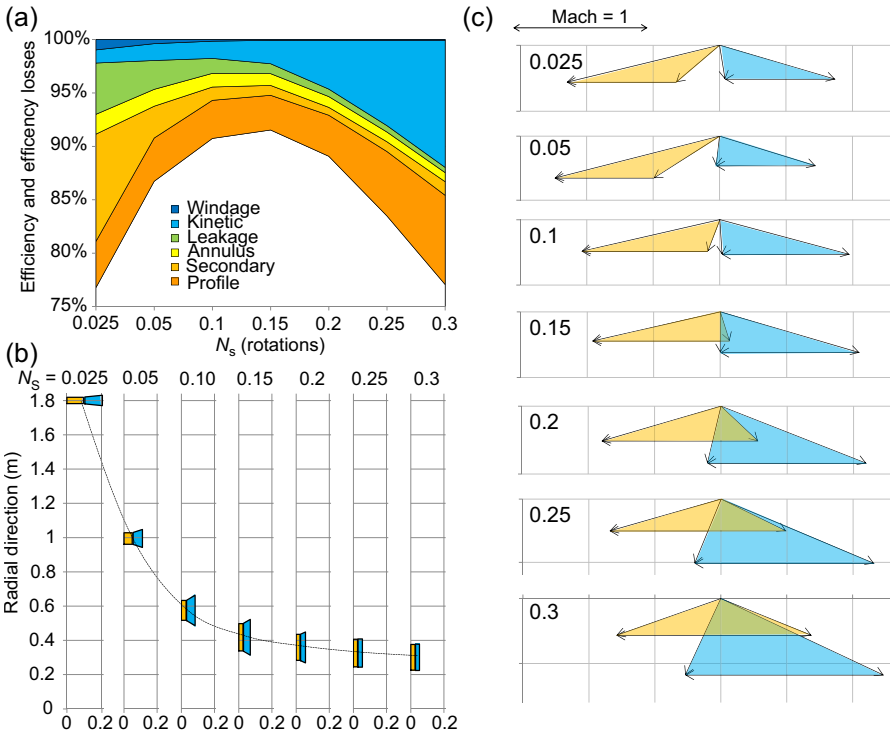 (a)
100%
95%
90%
85%
80%
75%
Efficiency and efficency losses
Windage
Kinetic
Leakage
Annulus
Secondary
Profile
0.025 0.05 0.1 0.15 0.2 0.25 0.3
Ns (rotations)
(b)
NS = 0.025 0.05 0.10 0.15 0.2 0.25 0.3
1.8
1.6
1.4
1.2
1
0.8
0.6
0.4
0.2
0
Radial direction (m)
0 0.2 0 0.2 0 0.2 0 0.2 0 0.2 0 0.2 0 0.2
(c)
Mach = 1
0.025
0.05
0.1
0.15
0.2
0.25
0.3